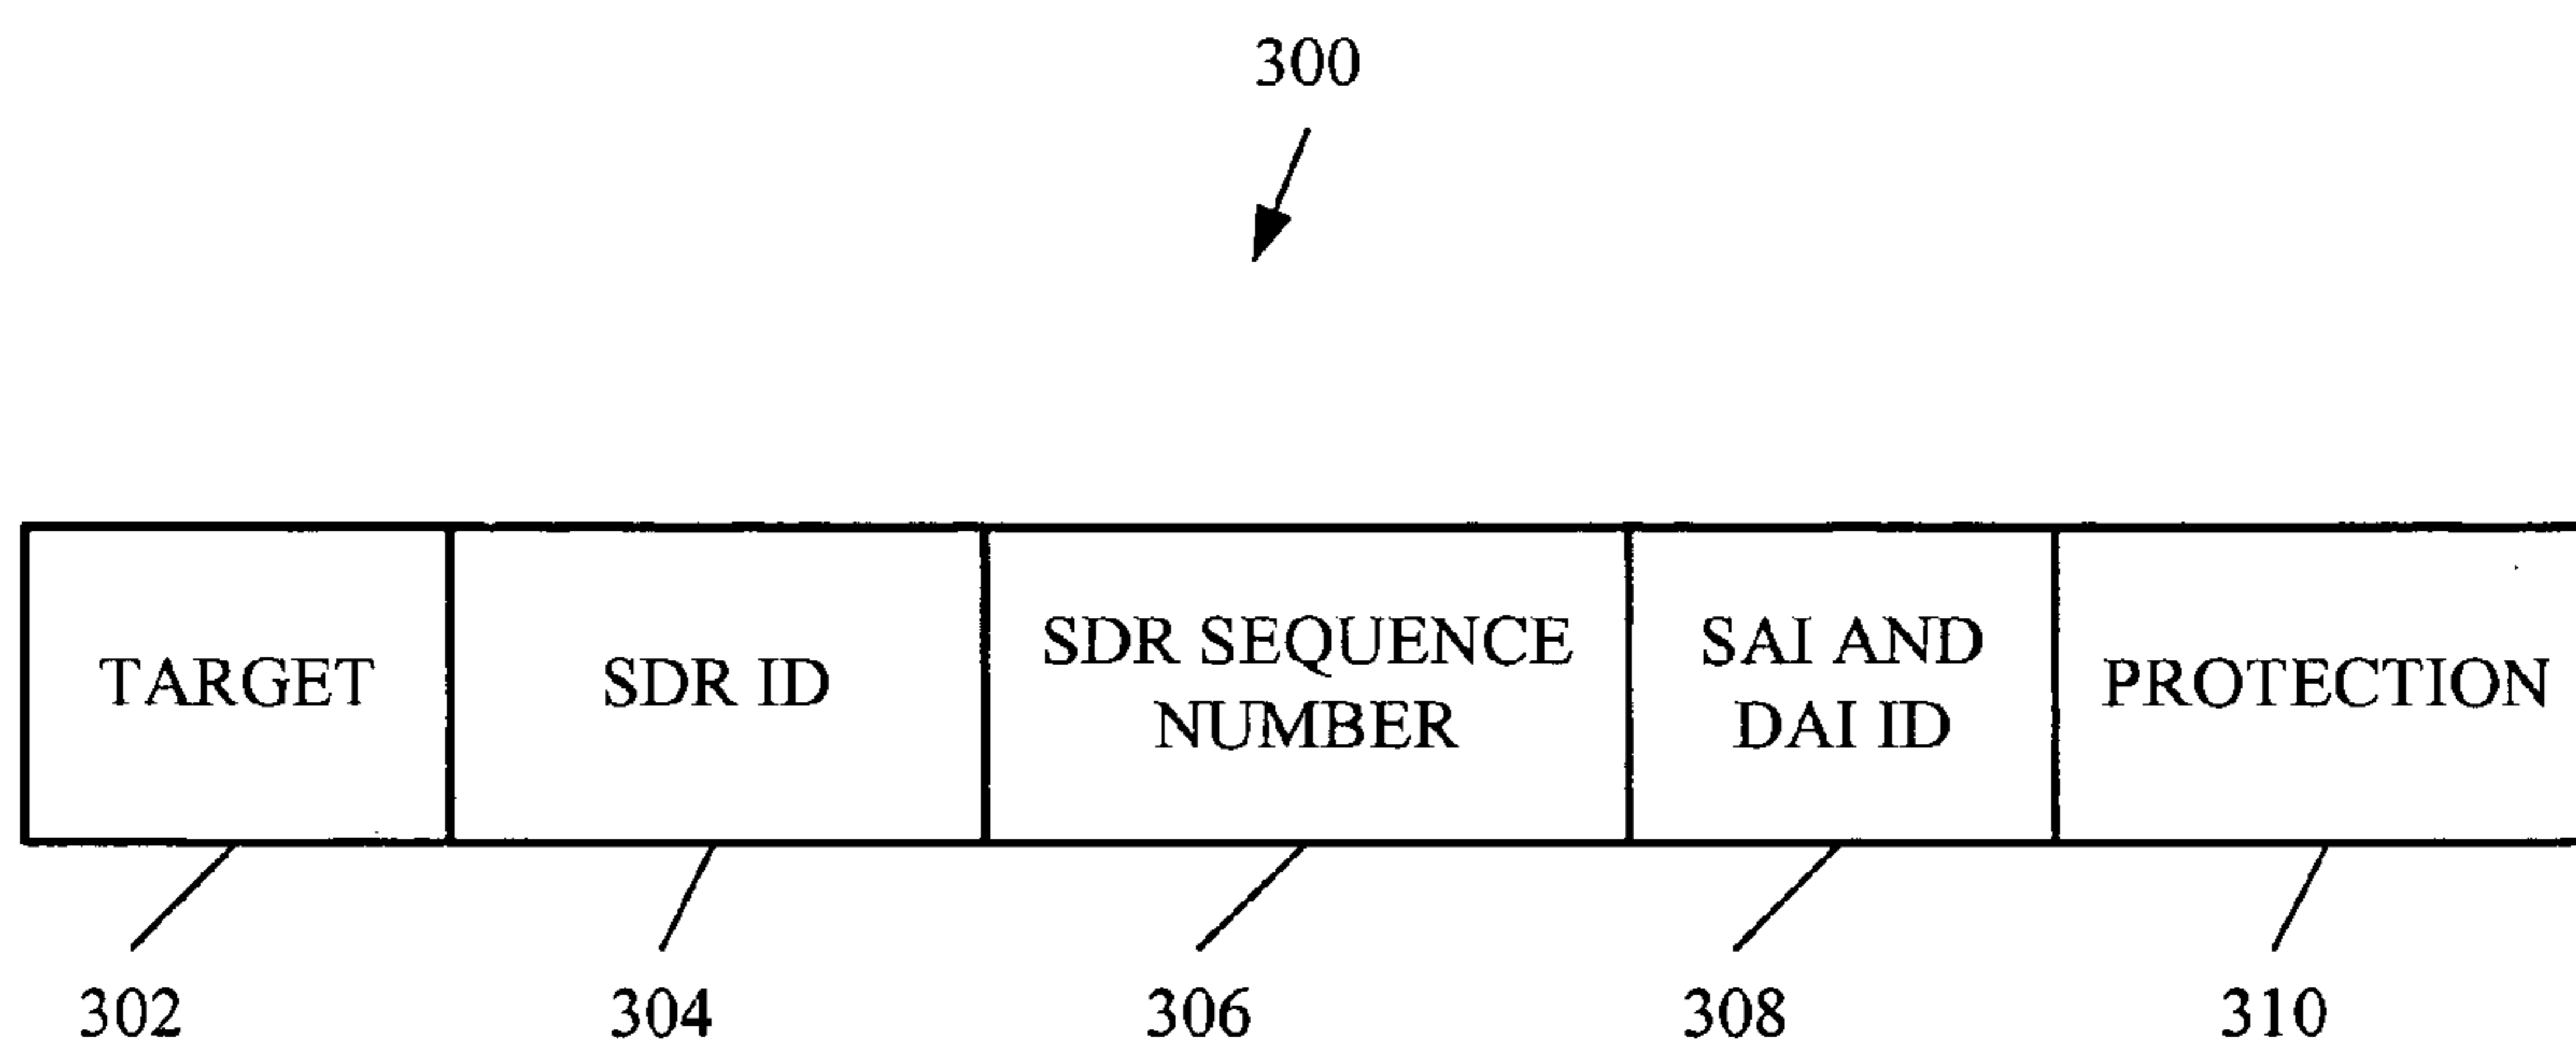 300
TARGET
SDR ID
SDR SEQUENCE
NUMBER
SAI AND
DAI ID
PROTECTION
302
304
306
308
310